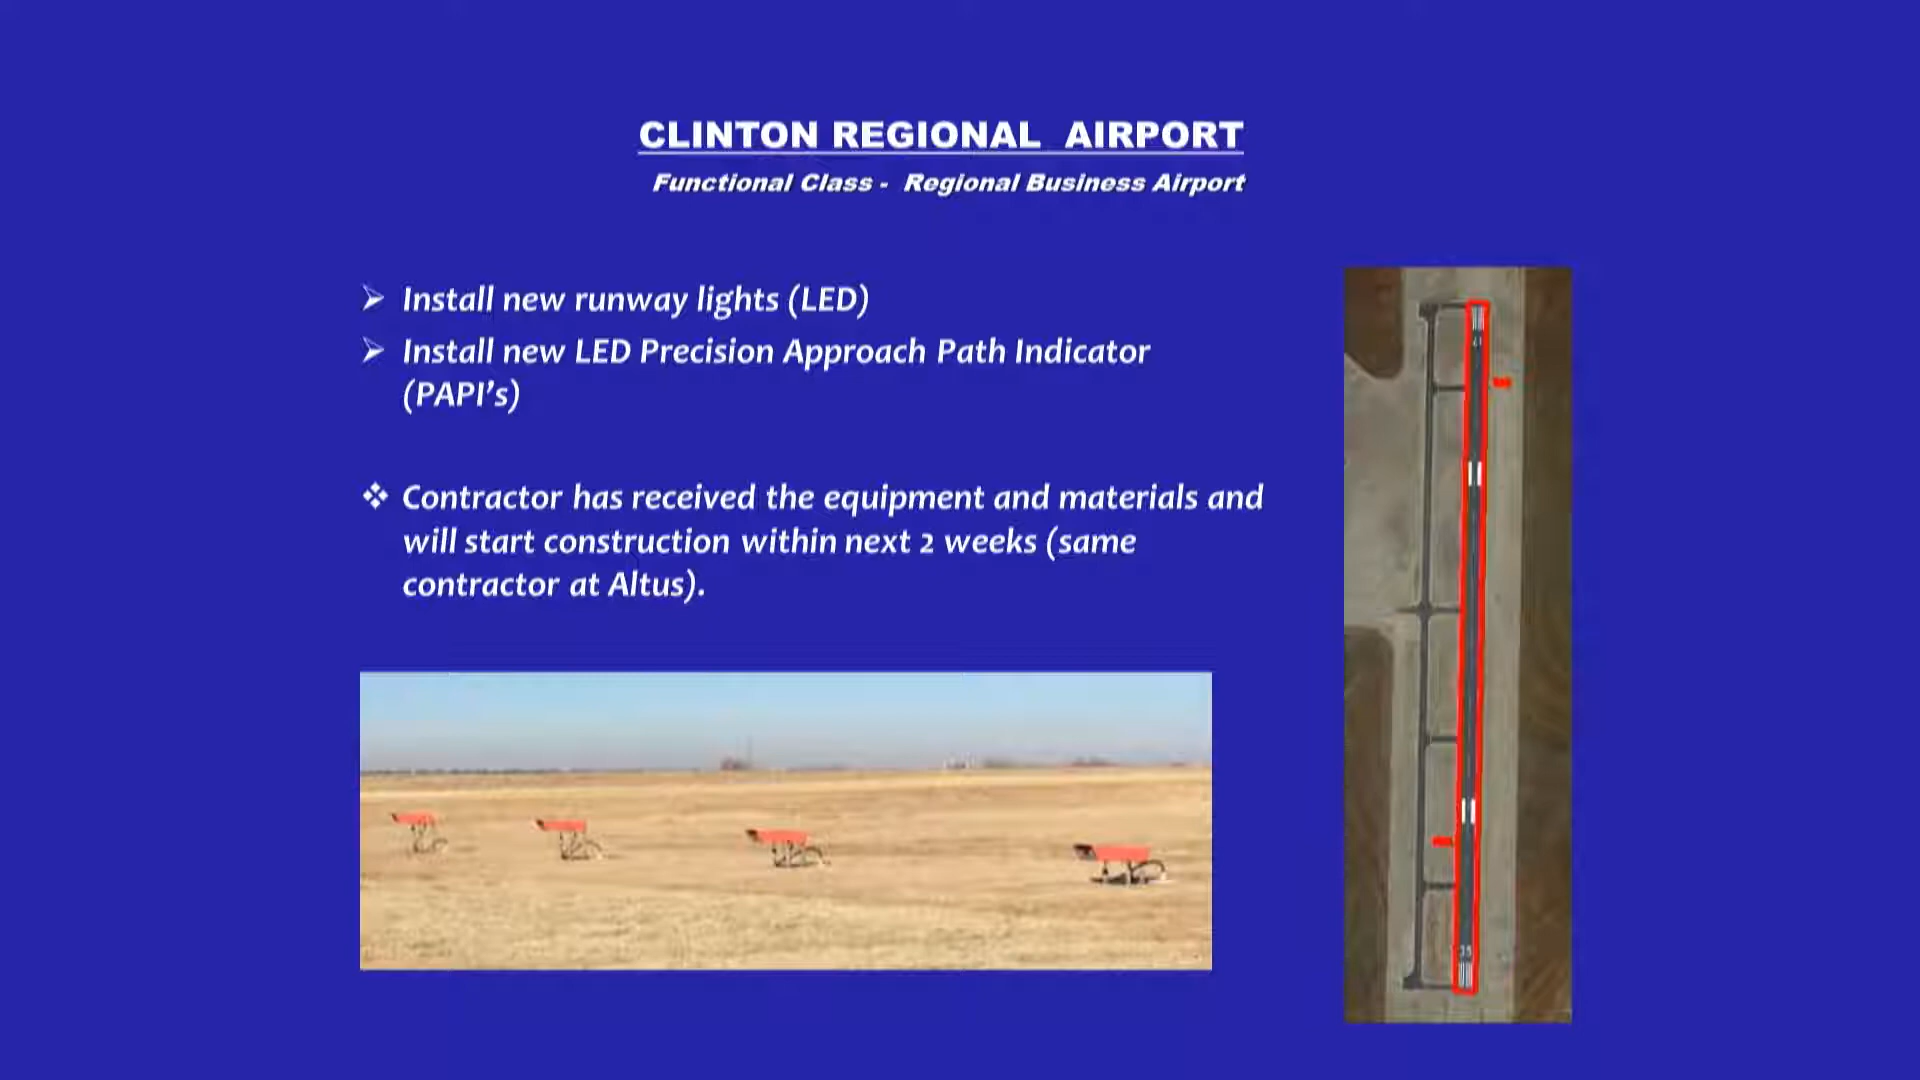 CLINTON REGIONAL AIRPORT
Functional Class - Regional Business Airport
Install new runway lights (LED)
Install new LED Precision Approach Path Indicator
(PAPI's)
Contractor has received the equipment and materials and
will start construction within next 2 weeks (same
contractor at Altus).
35